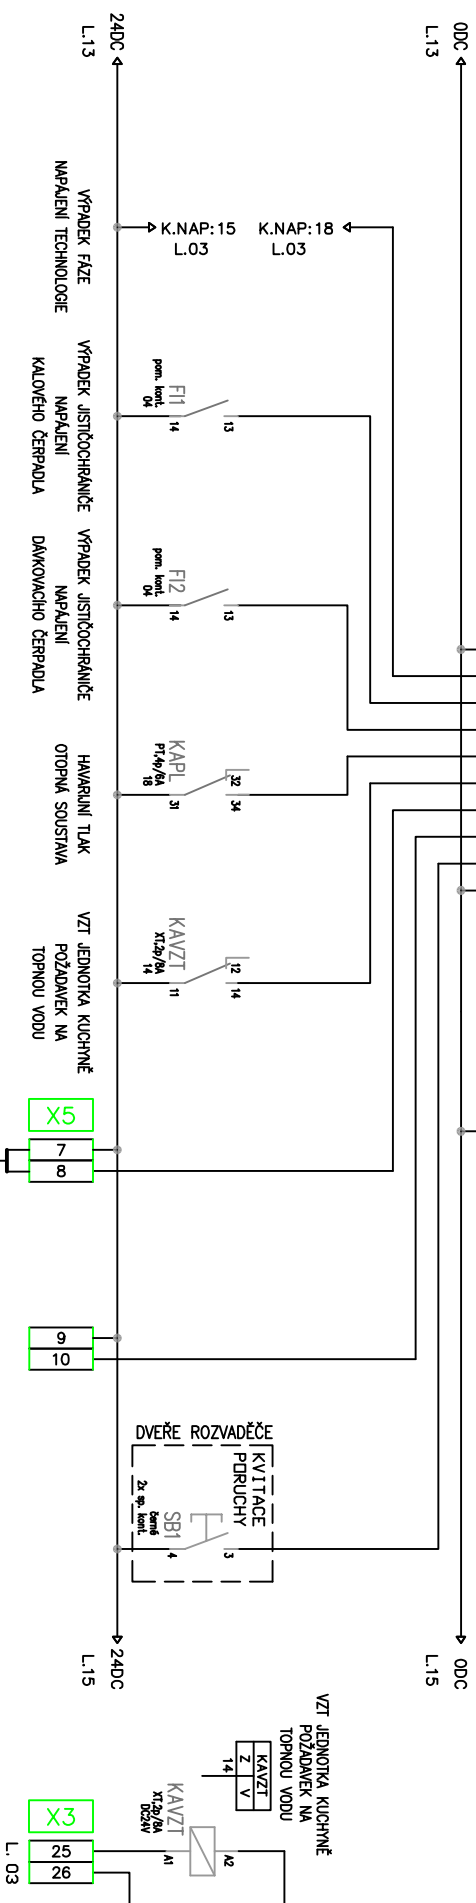 24DC
L.13
0DC
L.13
VÝPADEK FÁZE
NAPÁJENÍ TECHNOLOGIE
K.NAP:15
L.03
K.NAP:18
L.03
VÝPADEK JISTIČOCHRÁNIČE
NAPÁJENÍ
KALOVÉHO ČERPADLA
FI1
pom. kont.
04
14
13
VÝPADEK JISTIČOCHRÁNIČE
NAPÁJENÍ
DÁVKOVACÍHO ČERPADLA
FI2
pom. kont.
04
14
13
HAVARIJNÍ TLAK
OTOPNÁ SOUSTAVA
KAPL
PT,4p/6A
18
31
32
34
VZT JEDNOTKA KUCHYNĚ
POŽADAVEK NA
TOPNOU VODU
KAVZT
XT,2p/8A
14
11
12
14
X5
7
8
9
10
DVEŘE ROZVADĚČE
KVITACE
PORUCHY
SB1
černé
2x sp. kont.
4
3
24DC
L.15
0DC
L.15
VZT JEDNOTKA KUCHYNĚ
POŽADAVEK NA
TOPNOU VODU
KAVZT
Z V
14
KAVZT
XT,2p/8A
DC24V
A1
A2
X3
25
26
L. 03